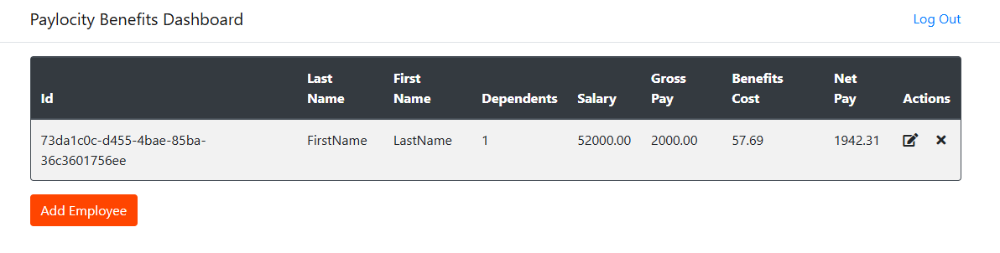 Paylocity Benefits Dashboard Log Out
Id Last Name First Name Dependents Salary Gross Pay Benefits Cost Net Pay Actions
73da1c0c-d455-4bae-85ba-36c3601756ee FirstName LastName 1 52000.00 2000.00 57.69 1942.31
Add Employee